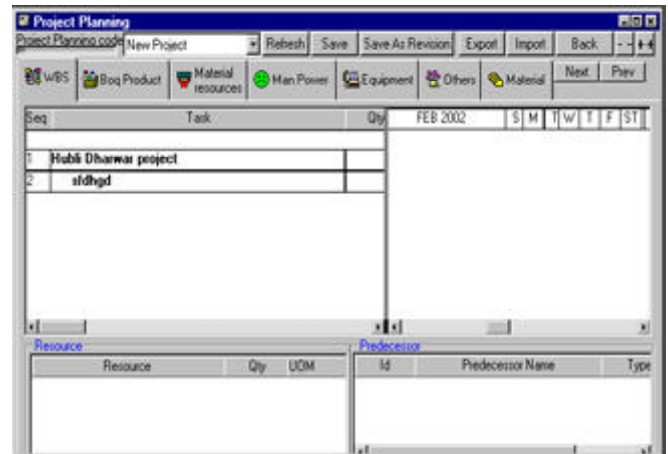 Project Planning
Project Planning code New Project Refresh Save Save As Revision Export Import Back - - ++
WBS Boq Product Material resources Man Power Equipment Others Material Next Prev
Seq Task Qty FEB 2002 S M T W T F ST
1 Hubli Dharwar project
2 sfdhgd
Resource Predecessor
Resource Qty UOM Id Predecessor Name Type